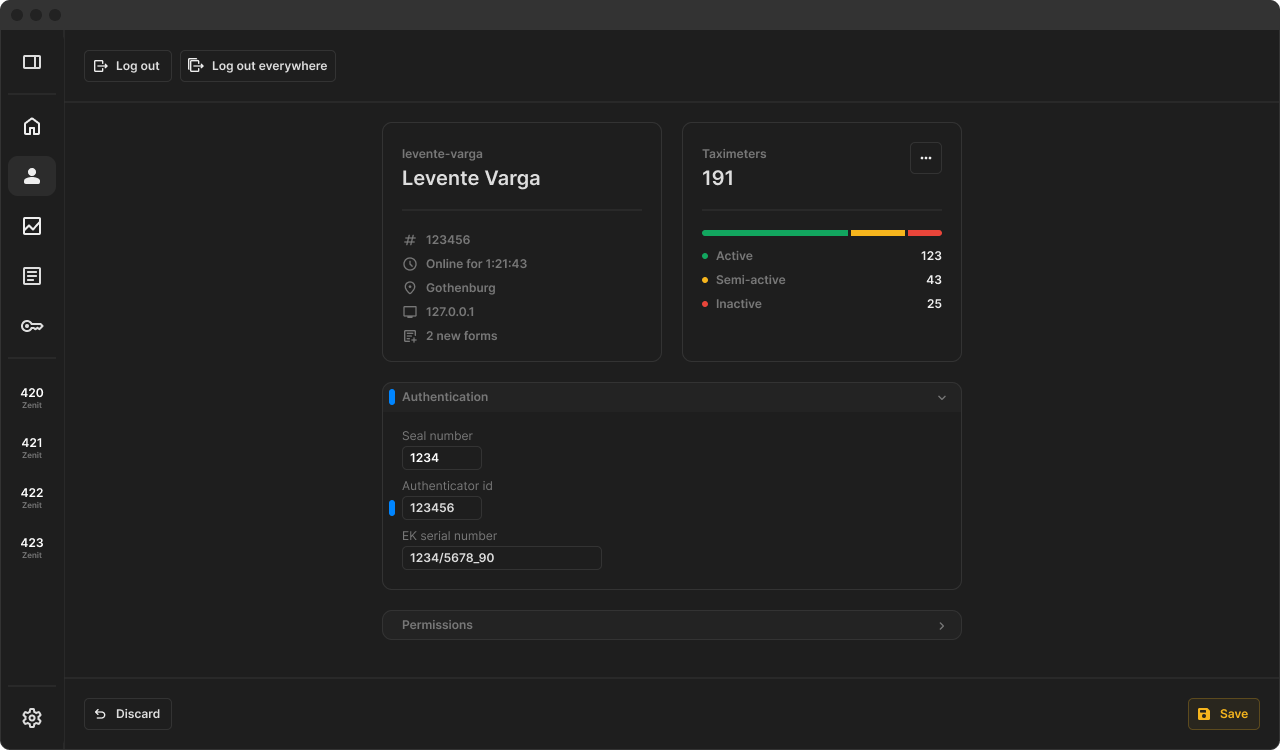 Log out
Log out everywhere
levente-varga
Levente Varga
123456
Online for 1:21:43
Gothenburg
127.0.0.1
2 new forms
Taximeters
191
Active 123
Semi-active 43
Inactive 25
420
Zenit
421
Zenit
422
Zenit
423
Zenit
Authentication
Seal number
1234
Authenticator id
123456
EK serial number
1234/5678_90
Permissions
Discard
Save